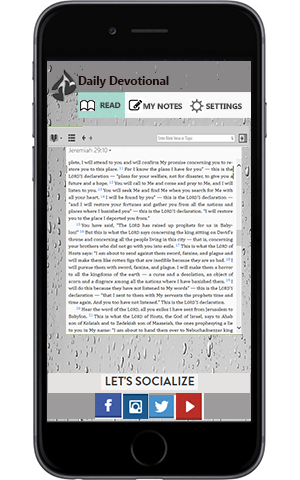 Daily Devotional
READ
MY NOTES
SETTINGS
Jeremiah 29:10
plete, I will attend to you and will confirm My promise concerning you to re-
store you to this place. 11 For I know the plans I have for you" — this is the
LORD's declaration — "plans for your welfare, not for disaster, to give you a
future and a hope. 12 You will call to Me and come and pray to Me, and I will
listen to you. 13 You will seek Me and find Me when you search for Me with
all your heart. 14 I will be found by you" — this is the LORD's declaration —
"and I will restore your fortunes and gather you from all the nations and
places where I banished you" — this is the LORD's declaration. "I will restore
you to the place I deported you from."
15 You have said, "The LORD has raised up prophets for us in Baby-
lon!" 16 But this is what the LORD says concerning the king sitting on David's
throne and concerning all the people living in this city — that is, concerning
your brothers who did not go with you into exile. 17 This is what the LORD of
Hosts says: "I am about to send against them sword, famine, and plague and
will make them like rotten figs that are inedible because they are so bad. 18 I
will pursue them with sword, famine, and plague. I will make them a horror
to all the kingdoms of the earth — a curse and a desolation, an object of
scorn and a disgrace among all the nations where I have banished them. 19 I
will do this because they have not listened to My words" — this is the LORD's
declaration — "that I sent to them with My servants the prophets time and
time again. And you too have not listened." This is the LORD's declaration.
20 Hear the word of the LORD, all you exiles I have sent from Jerusalem to
Babylon. 21 This is what the LORD of Hosts, the God of Israel, says to Ahab
son of Kolaiah and to Zedekiah son of Maaseiah, the ones prophesying a lie
to you in My name: "I am about to hand them over to Nebuchadnezzar king
LET'S SOCIALIZE